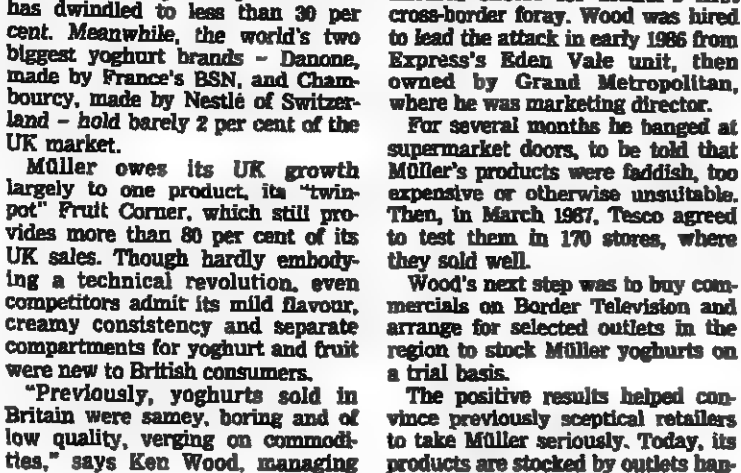 has dwindled to less than 30 per
cent. Meanwhile, the world's two
biggest yoghurt brands – Danone,
made by France's BSN, and Cham-
bourcy, made by Nestlé of Switzer-
land – hold barely 2 per cent of the
UK market.
Müller owes its UK growth
largely to one product, its "twin-
pot" Fruit Corner, which still pro-
vides more than 80 per cent of its
UK sales. Though hardly embody-
ing a technical revolution, even
competitors admit its mild flavour,
creamy consistency and separate
compartments for yoghurt and fruit
were new to British consumers.
"Previously, yoghurts sold in
Britain were samey, boring and of
low quality, verging on commodi-
ties," says Ken Wood, managing
cross-border foray. Wood was hired
to lead the attack in early 1986 from
Express's Eden Vale unit, then
owned by Grand Metropolitan,
where he was marketing director.
For several months he banged at
supermarket doors, to be told that
Müller's products were faddish, too
expensive or otherwise unsuitable.
Then, in March 1987, Tesco agreed
to test them in 170 stores, where
they sold well.
Wood's next step was to buy com-
mercials on Border Television and
arrange for selected outlets in the
region to stock Müller yoghurts on
a trial basis.
The positive results helped con-
vince previously sceptical retailers
to take Müller seriously. Today, its
products are stocked by outlets han-